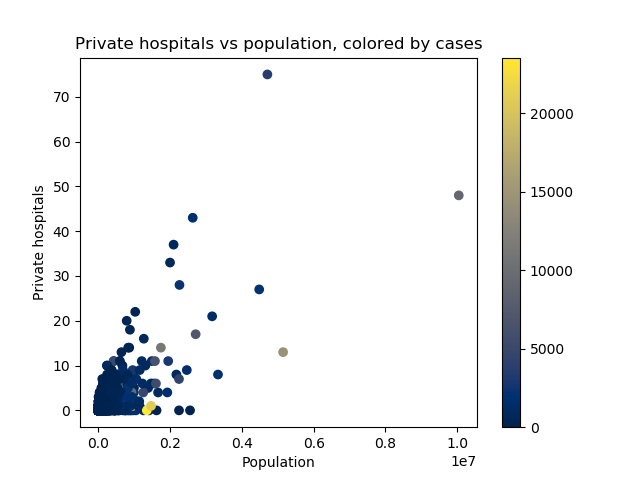 Private hospitals vs population, colored by cases
70
60
50
40
30
20
10
0
Private hospitals
0.0 0.2 0.4 0.6 0.8 1.0
1e7
Population
20000
15000
10000
5000
0